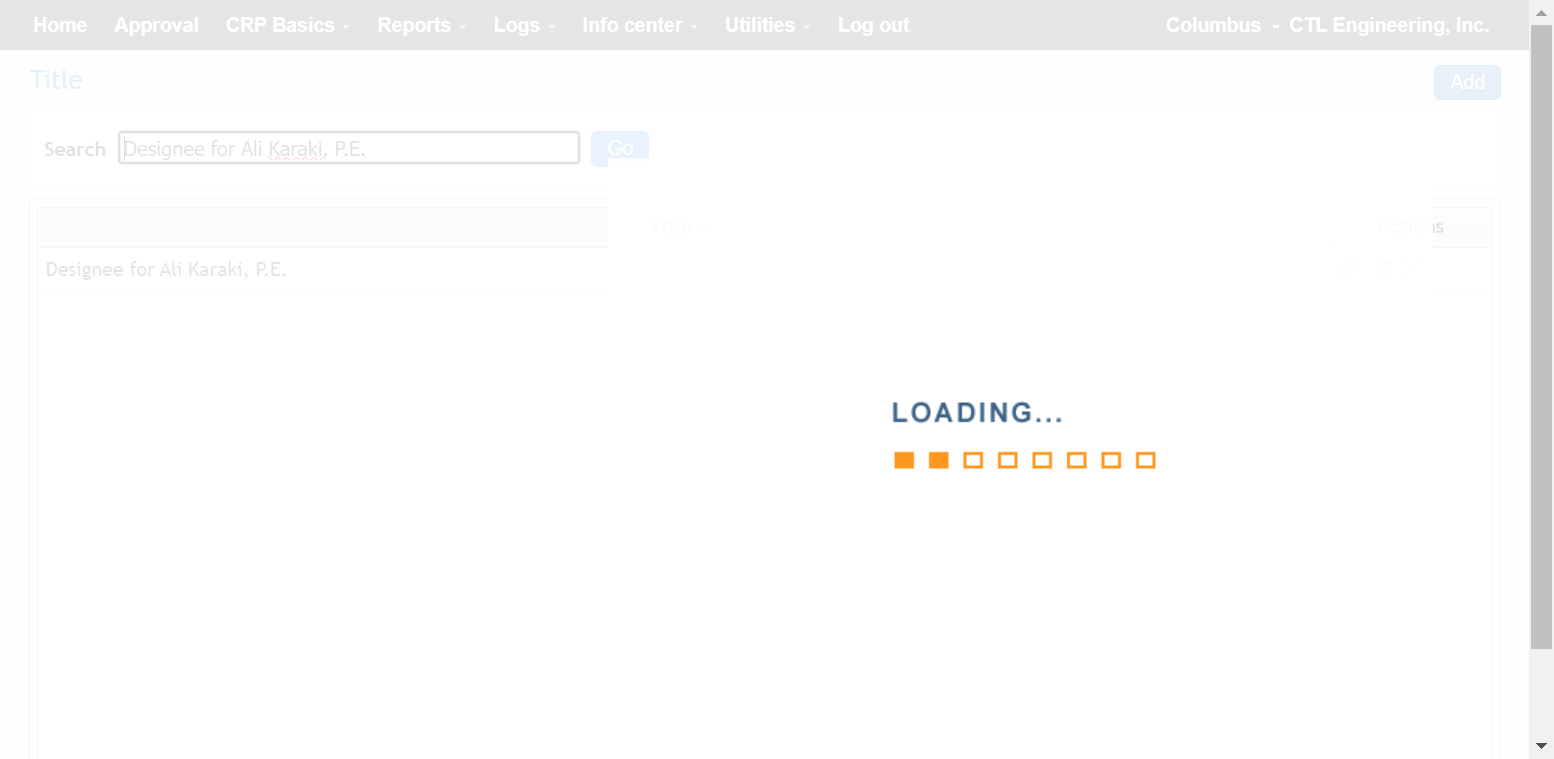 Home Approval CRP Basics Reports Logs Info center Utilities Log out Columbus - CTL Engineering, Inc.
Title Add
Search Designee for Ali Karaki, P.E. Go
Title Actions
Designee for Ali Karaki, P.E.
LOADING...